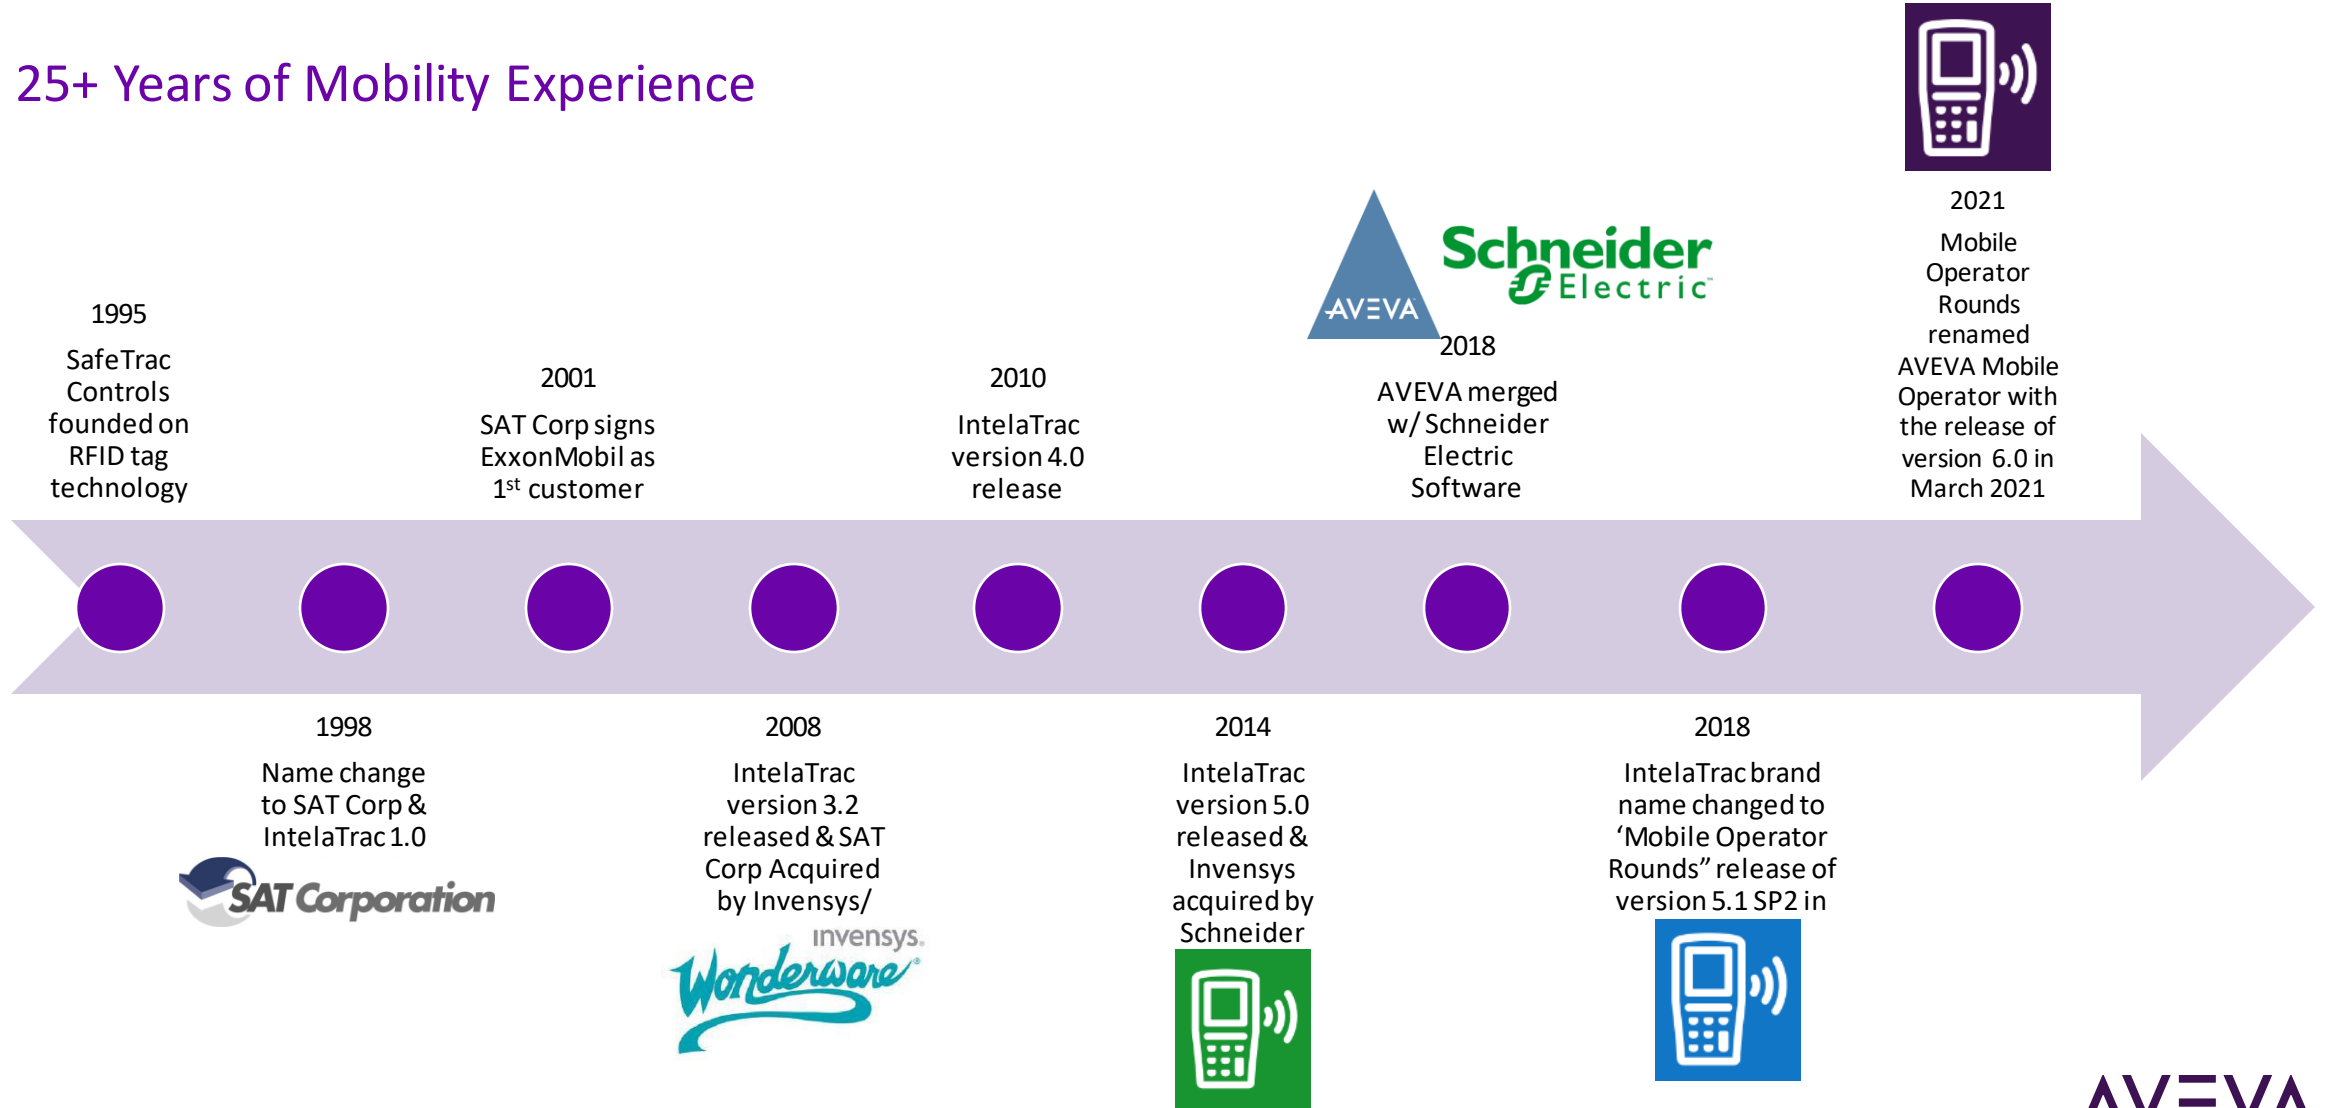 25+ Years of Mobility Experience
1995
SafeTrac
Controls
founded on
RFID tag
technology
1998
Name change
to SAT Corp &
IntelaTrac 1.0
SAT Corporation
2001
SAT Corp signs
ExxonMobil as
1st customer
2008
IntelaTrac
version 3.2
released & SAT
Corp Acquired
by Invensys/
invensys.
Wonderware®
2010
IntelaTrac
version 4.0
release
2014
IntelaTrac
version 5.0
released &
Invensys
acquired by
Schneider
AVEVA
Schneider
Electric™
2018
AVEVA merged
w/ Schneider
Electric
Software
2018
IntelaTrac brand
name changed to
‘Mobile Operator
Rounds” release of
version 5.1 SP2 in
2021
Mobile
Operator
Rounds
renamed
AVEVA Mobile
Operator with
the release of
version 6.0 in
March 2021
AVEVA